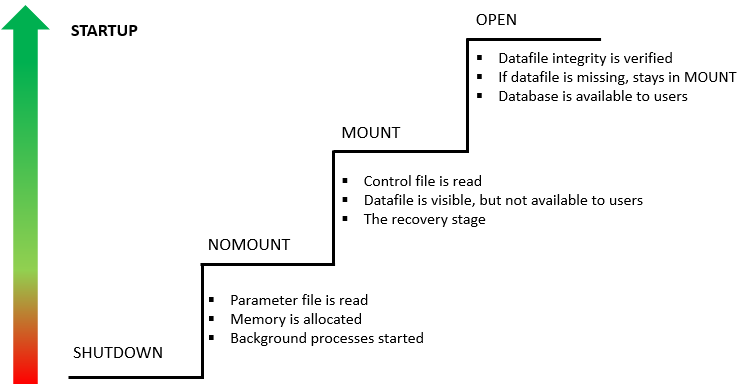 STARTUP
OPEN
▪ Datafile integrity is verified
▪ If datafile is missing, stays in MOUNT
▪ Database is available to users
MOUNT
▪ Control file is read
▪ Datafile is visible, but not available to users
▪ The recovery stage
NOMOUNT
▪ Parameter file is read
▪ Memory is allocated
▪ Background processes started
SHUTDOWN